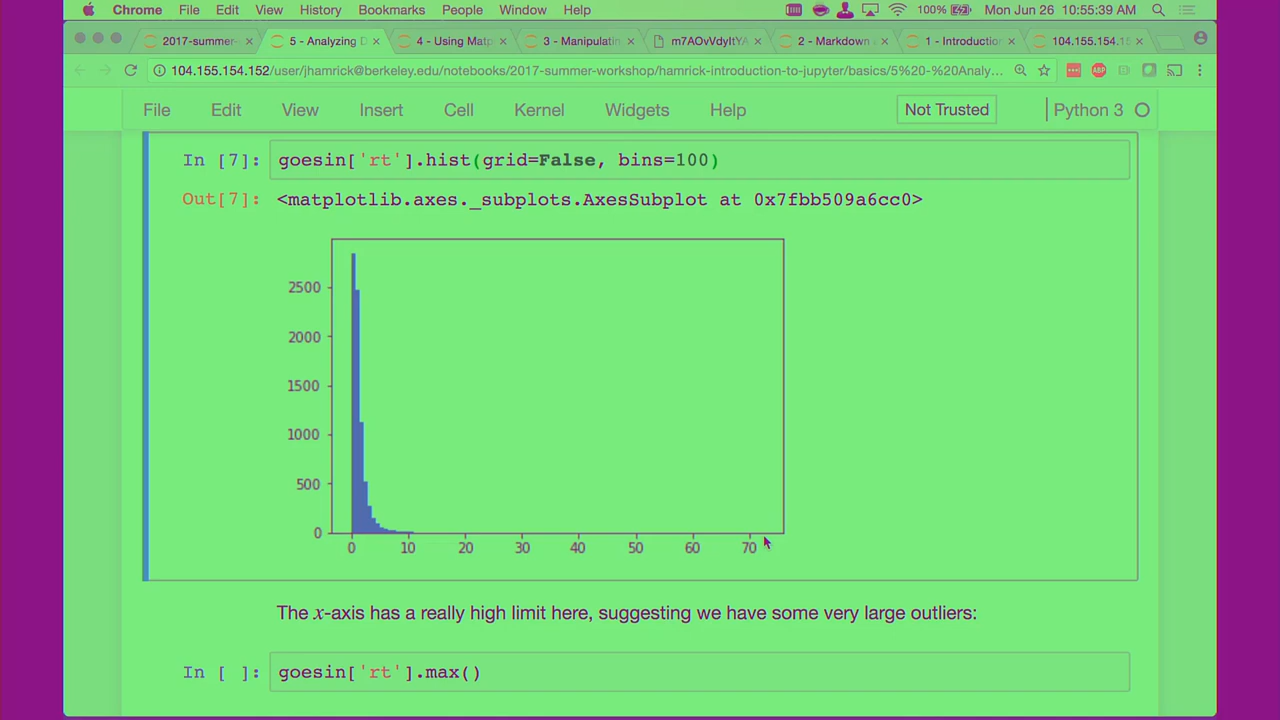 Chrome File Edit View History Bookmarks People Window Help 100% Mon Jun 26 10:55:39 AM
2017-summer- 5 - Analyzing D 4 - Using Matp 3 - Manipulatin m7AOvVdyItYA 2 - Markdown 1 - Introduction 104.155.154.15
104.155.154.152/user/jhamrick@berkeley.edu/notebooks/2017-summer-workshop/hamrick-introduction-to-jupyter/basics/5%20-%20Analy… ABP
File Edit View Insert Cell Kernel Widgets Help Not Trusted Python 3
In [7]: goesin['rt'].hist(grid=False, bins=100)
Out[7]: <matplotlib.axes._subplots.AxesSubplot at 0x7fbb509a6cc0>
2500
2000
1500
1000
500
0
0 10 20 30 40 50 60 70
The x-axis has a really high limit here, suggesting we have some very large outliers:
In [ ]: goesin['rt'].max()